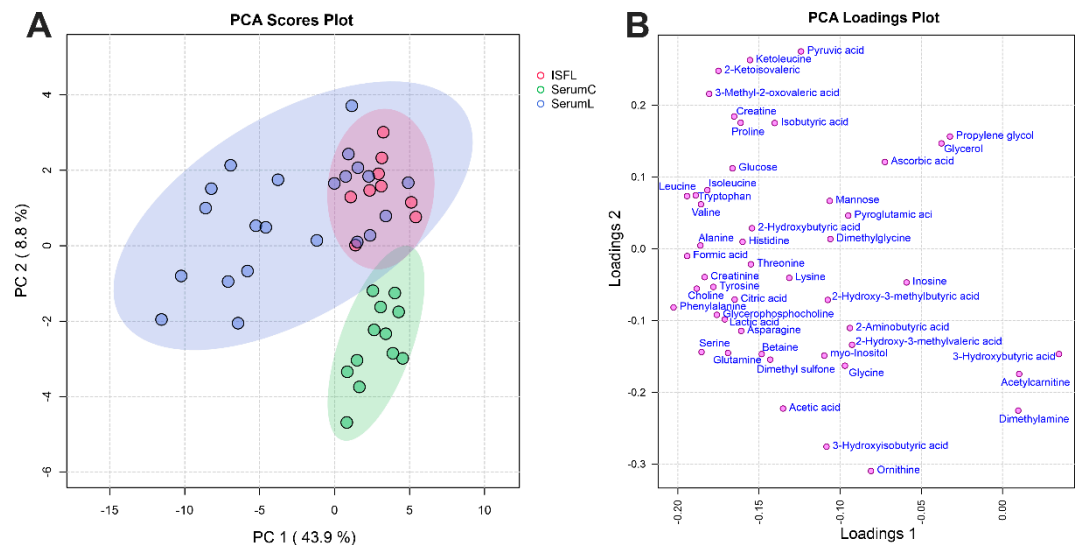 A
PCA Scores Plot
PC 2 ( 8.8 %)
6
4
2
0
-2
-4
-6
-15
-10
-5
0
5
10
PC 1 ( 43.9 %)
ISFL
SerumC
SerumL
B
PCA Loadings Plot
Loadings 2
0.2
0.1
0.0
-0.1
-0.2
-0.3
Pyruvic acid
Ketoleucine
2-Ketoisovaleric
3-Methyl-2-oxovaleric acid
Creatine
Proline
Isobutyric acid
Propylene glycol
Glycerol
Ascorbic acid
Glucose
Isoleucine
Leucine
Tryptophan
Valine
Mannose
Pyroglutamic aci
2-Hydroxybutyric acid
Dimethylglycine
Alanine
Histidine
Formic acid
Threonine
Creatinine
Lysine
Inosine
Tyrosine
Choline
Citric acid
2-Hydroxy-3-methylbutyric acid
Phenylalanine
Glycerophosphocholine
Lactic acid
Asparagine
2-Aminobutyric acid
2-Hydroxy-3-methylvaleric acid
Serine
Glutamine
Betaine
myo-Inositol
3-Hydroxybutyric acid
Dimethyl sulfone
Glycine
Acetylcarnitine
Acetic acid
Dimethylamine
3-Hydroxyisobutyric acid
Ornithine
-0.20
-0.15
-0.10
-0.05
0.00
Loadings 1